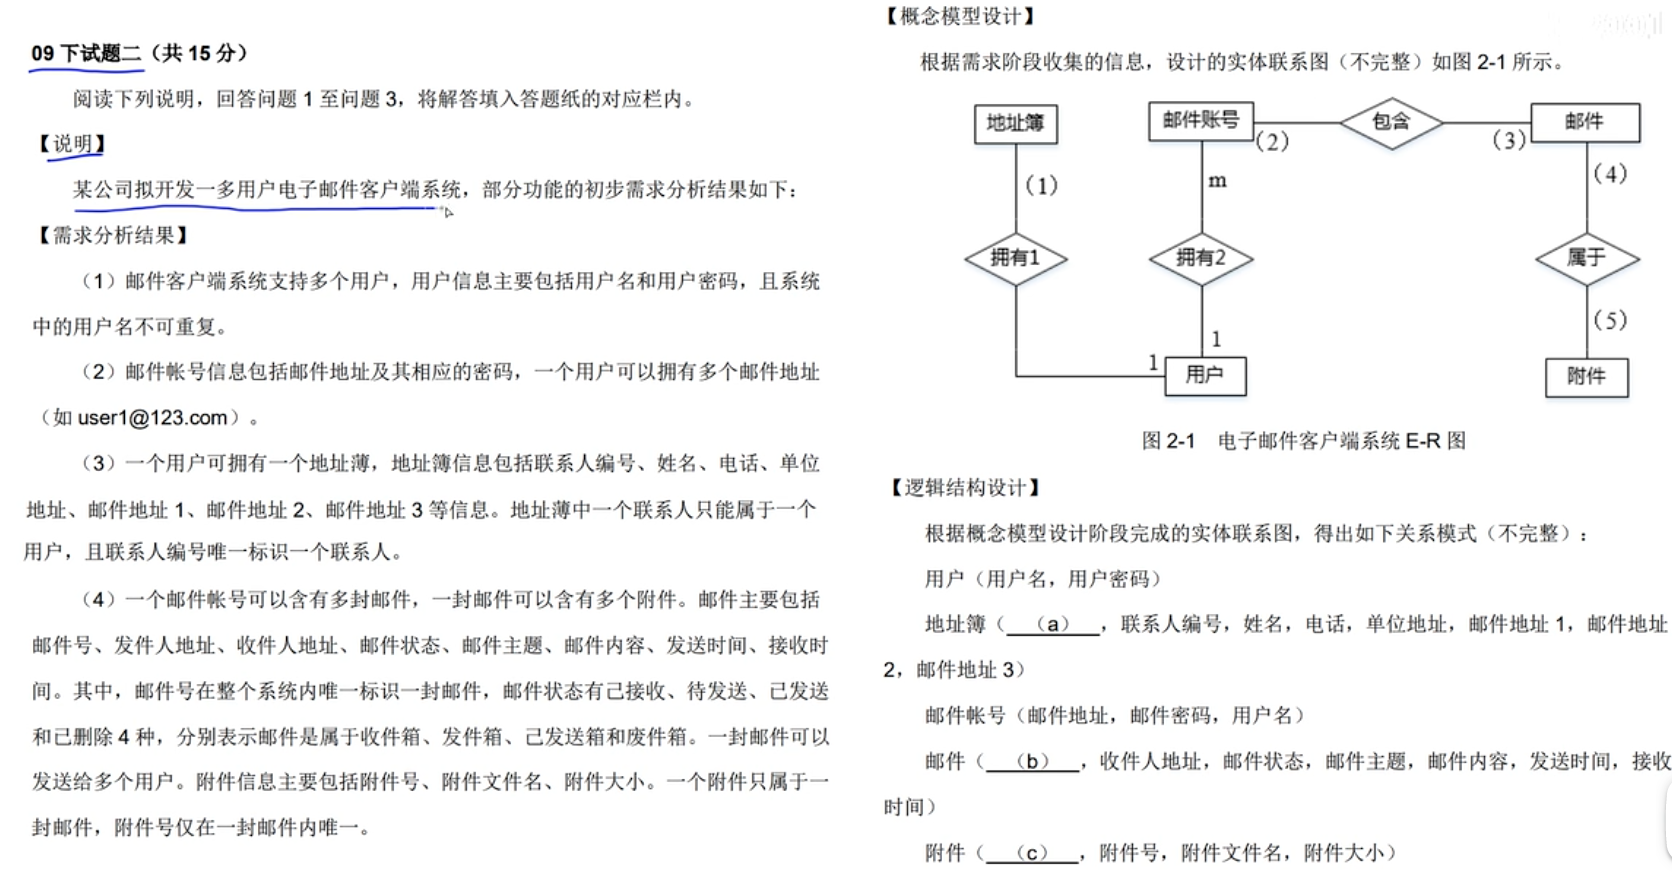 09 下试题二（共 15 分）
阅读下列说明，回答问题 1 至问题 3，将解答填入答题纸的对应栏内。
【说明】
某公司拟开发一多用户电子邮件客户端系统，部分功能的初步需求分析结果如下：
【需求分析结果】
（1）邮件客户端系统支持多个用户，用户信息主要包括用户名和用户密码，且系统
中的用户名不可重复。
（2）邮件帐号信息包括邮件地址及其相应的密码，一个用户可以拥有多个邮件地址
（如 user1@123.com）。
（3）一个用户可拥有一个地址薄，地址簿信息包括联系人编号、姓名、电话、单位
地址、邮件地址 1、邮件地址 2、邮件地址 3 等信息。地址薄中一个联系人只能属于一个
用户，且联系人编号唯一标识一个联系人。
（4）一个邮件帐号可以含有多封邮件，一封邮件可以含有多个附件。邮件主要包括
邮件号、发件人地址、收件人地址、邮件状态、邮件主题、邮件内容、发送时间、接收时
间。其中，邮件号在整个系统内唯一标识一封邮件，邮件状态有己接收、待发送、己发送
和已删除 4 种，分别表示邮件是属于收件箱、发件箱、己发送箱和废件箱。一封邮件可以
发送给多个用户。附件信息主要包括附件号、附件文件名、附件大小。一个附件只属于一
封邮件，附件号仅在一封邮件内唯一。
【概念模型设计】
根据需求阶段收集的信息，设计的实体联系图（不完整）如图 2-1 所示。
地址簿 邮件账号 （2） 包含 （3） 邮件
（1） m （4）
拥有1 拥有2 属于
1 （5）
1 用户 附件
图 2-1 电子邮件客户端系统 E-R 图
【逻辑结构设计】
根据概念模型设计阶段完成的实体联系图，得出如下关系模式（不完整）：
用户（用户名，用户密码）
地址簿（ （a） ，联系人编号，姓名，电话，单位地址，邮件地址 1，邮件地址
2，邮件地址 3）
邮件帐号（邮件地址，邮件密码，用户名）
邮件（ （b） ，收件人地址，邮件状态，邮件主题，邮件内容，发送时间，接收
时间）
附件（ （c） ，附件号，附件文件名，附件大小）